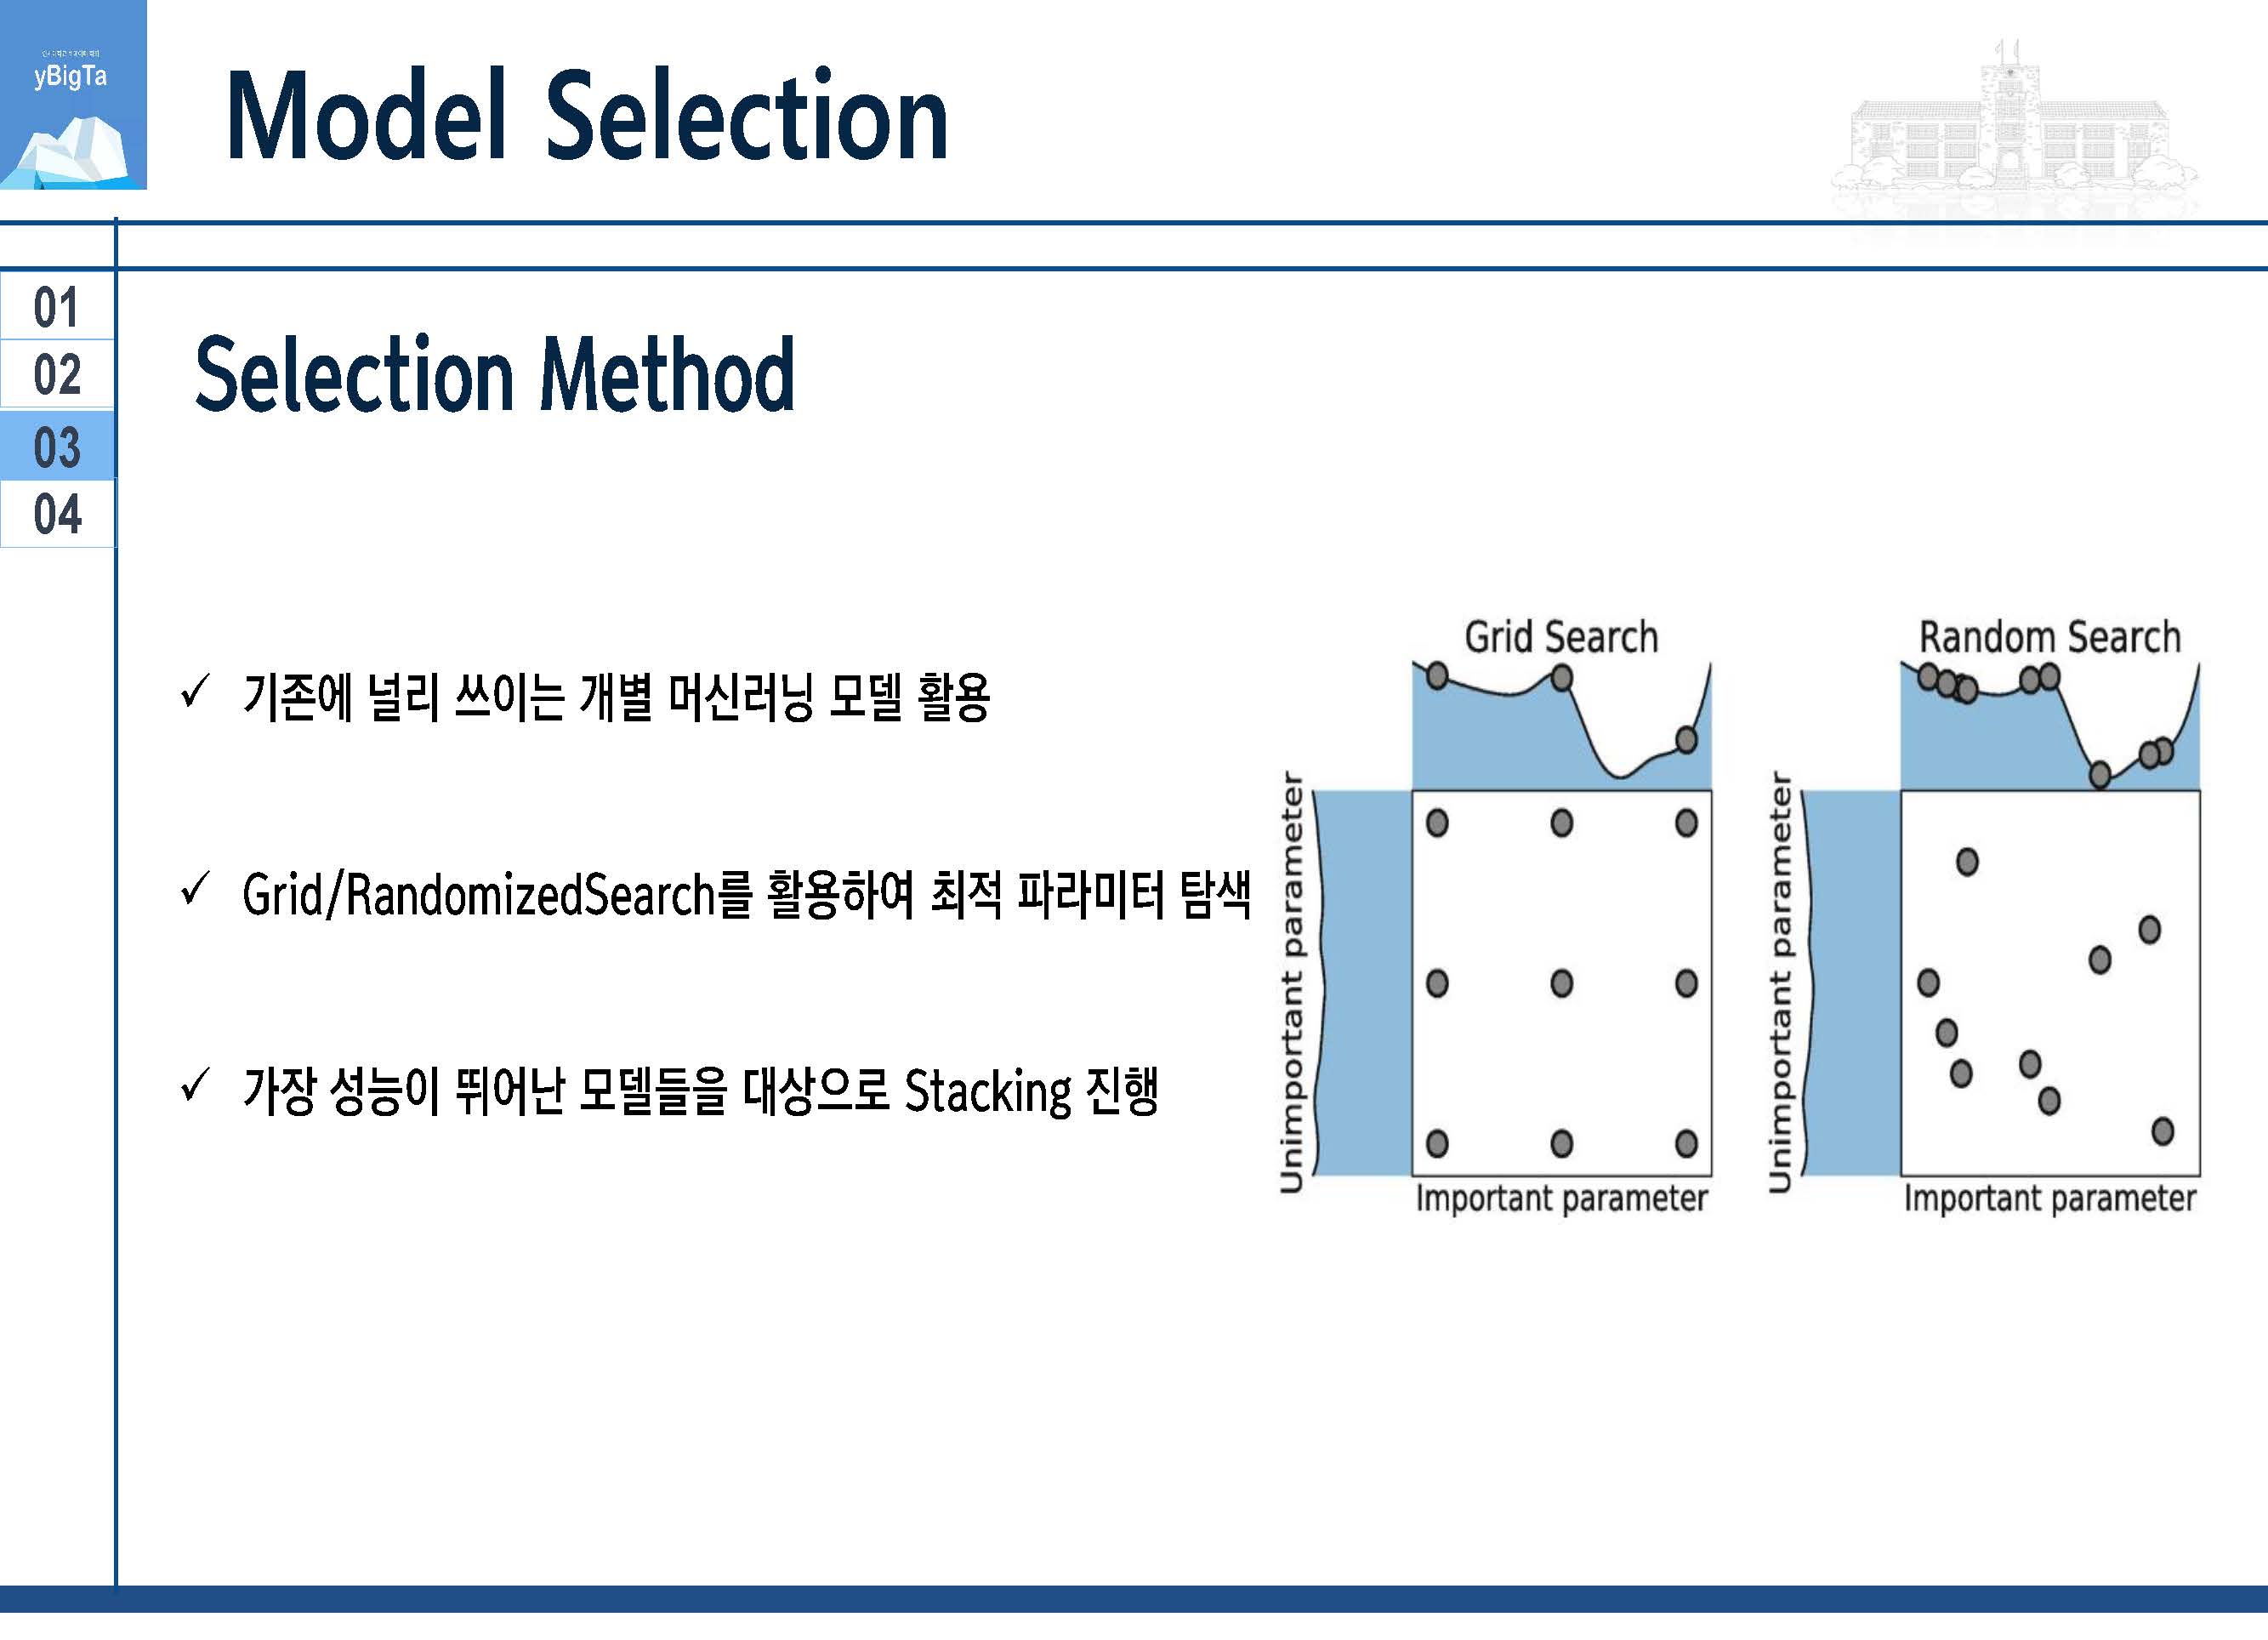 yBigTa
Model Selection
01
02
03
04
Selection Method
✓ 기존에 널리 쓰이는 개별 머신러닝 모델 활용
✓ Grid/RandomizedSearch를 활용하여 최적 파라미터 탐색
✓ 가장 성능이 뛰어난 모델들을 대상으로 Stacking 진행
Grid Search
Unimportant parameter
Important parameter
Random Search
Unimportant parameter
Important parameter